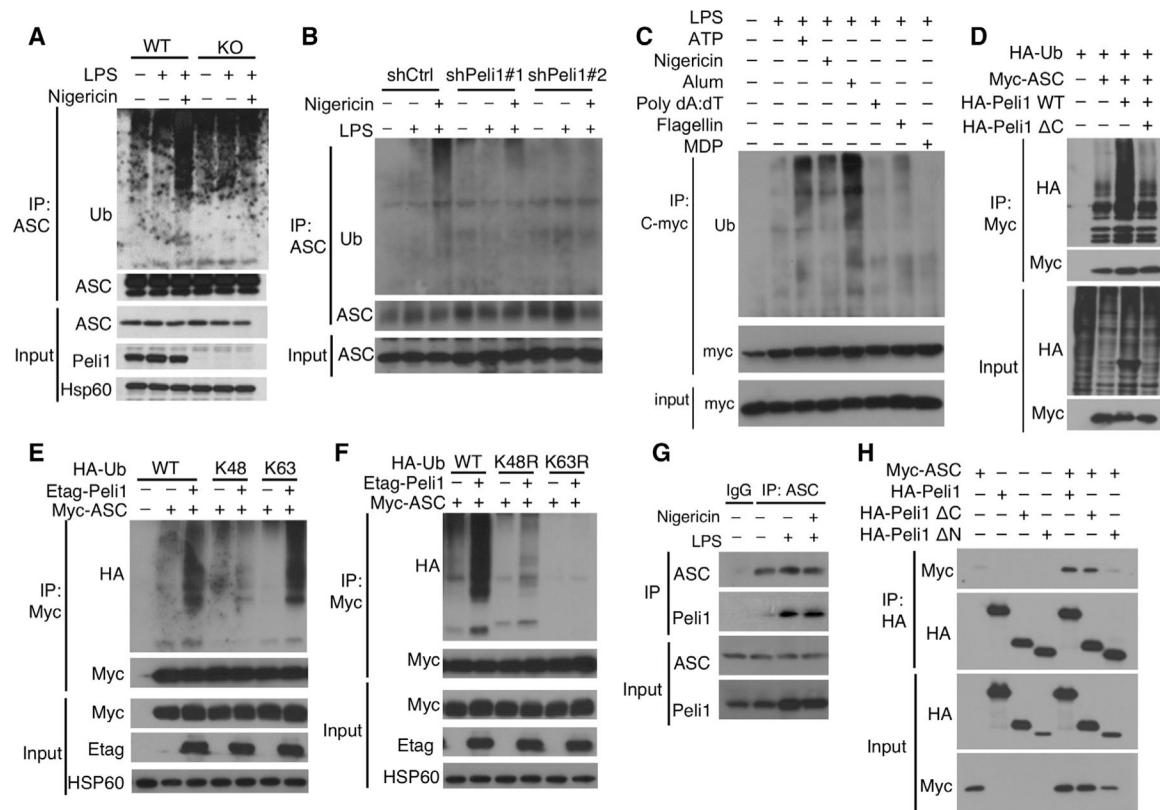 A
WT KO
LPS − + + − + +
Nigericin − − + − − +
IP: ASC
Ub
ASC
Input
ASC
Peli1
Hsp60
B
shCtrl shPeli1#1 shPeli1#2
Nigericin − − + − − + − − +
LPS − + + − + + − + +
IP: ASC
Ub
ASC
Input
ASC
C
LPS − + + + + + + +
ATP − − + − − − − −
Nigericin − − − + − − − −
Alum − − − − + − − −
Poly dA:dT − − − − − + − −
Flagellin − − − − − − + −
MDP − − − − − − − +
IP: C-myc
Ub
myc
input
myc
D
HA-Ub + + + +
Myc-ASC − + + +
HA-Peli1 WT − − + −
HA-Peli1 ΔC − − − +
IP: Myc
HA
Myc
Input
HA
Myc
E
HA-Ub WT K48 K63
Etag-Peli1 − − + − + − +
Myc-ASC − + + + + + +
IP: Myc
HA
Myc
Input
Myc
Etag
HSP60
F
HA-Ub WT K48R K63R
Etag-Peli1 − + − + − +
Myc-ASC + + + + + +
IP: Myc
HA
Myc
Input
Myc
Etag
HSP60
G
IgG IP: ASC
Nigericin − − − +
LPS − − + +
IP
ASC
Peli1
Input
ASC
Peli1
H
Myc-ASC + − − − + + +
HA-Peli1 − + − − + − −
HA-Peli1 ΔC − − + − − + −
HA-Peli1 ΔN − − − + − − +
IP: HA
Myc
HA
Input
HA
Myc